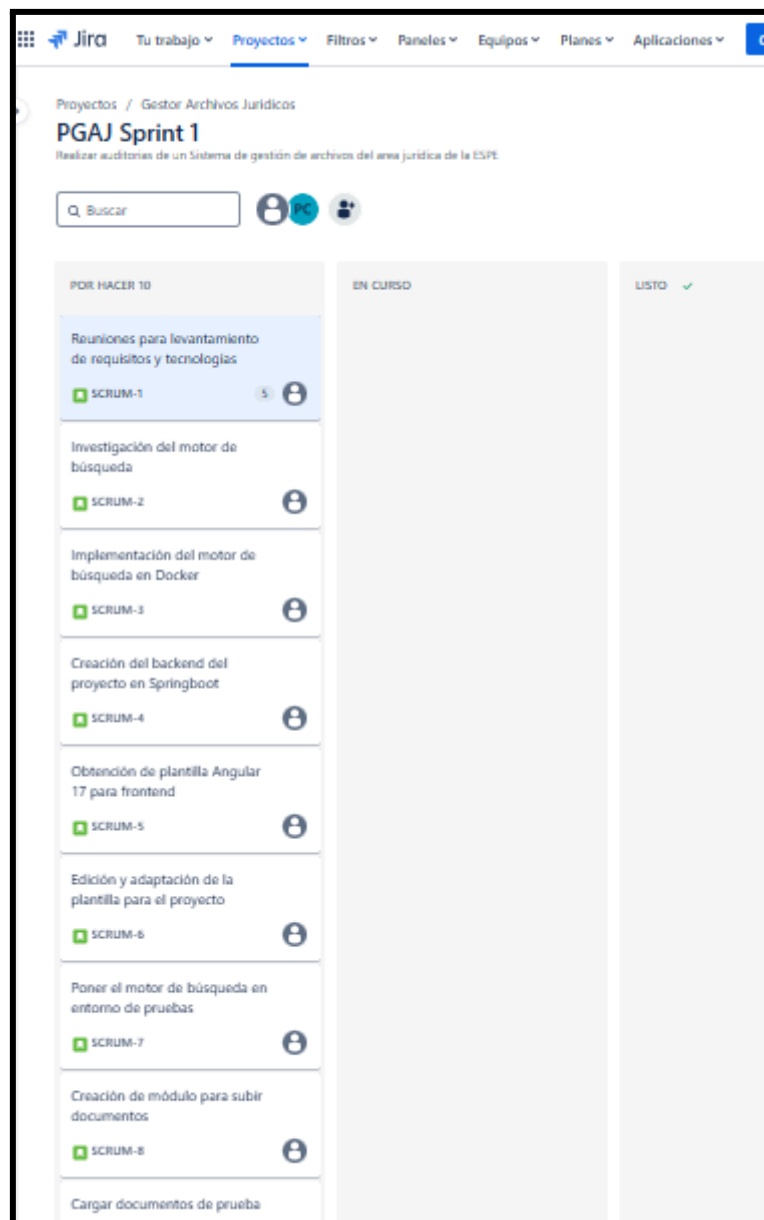 Jira Tu trabajo Proyectos Filtros Paneles Equipos Planes Aplicaciones
Proyectos / Gestor Archivos Juridicos
PGAJ Sprint 1
Realizar auditorias de un Sistema de gestión de archivos del area jurídica de la ESPE
Buscar
PC
POR HACER 10
EN CURSO
LISTO
Reuniones para levantamiento
de requisitos y tecnologías
SCRUM-1 5
Investigación del motor de
búsqueda
SCRUM-2
Implementación del motor de
búsqueda en Docker
SCRUM-3
Creación del backend del
proyecto en Springboot
SCRUM-4
Obtención de plantilla Angular
17 para frontend
SCRUM-5
Edición y adaptación de la
plantilla para el proyecto
SCRUM-6
Poner el motor de búsqueda en
entorno de pruebas
SCRUM-7
Creación de módulo para subir
documentos
SCRUM-8
Cargar documentos de prueba